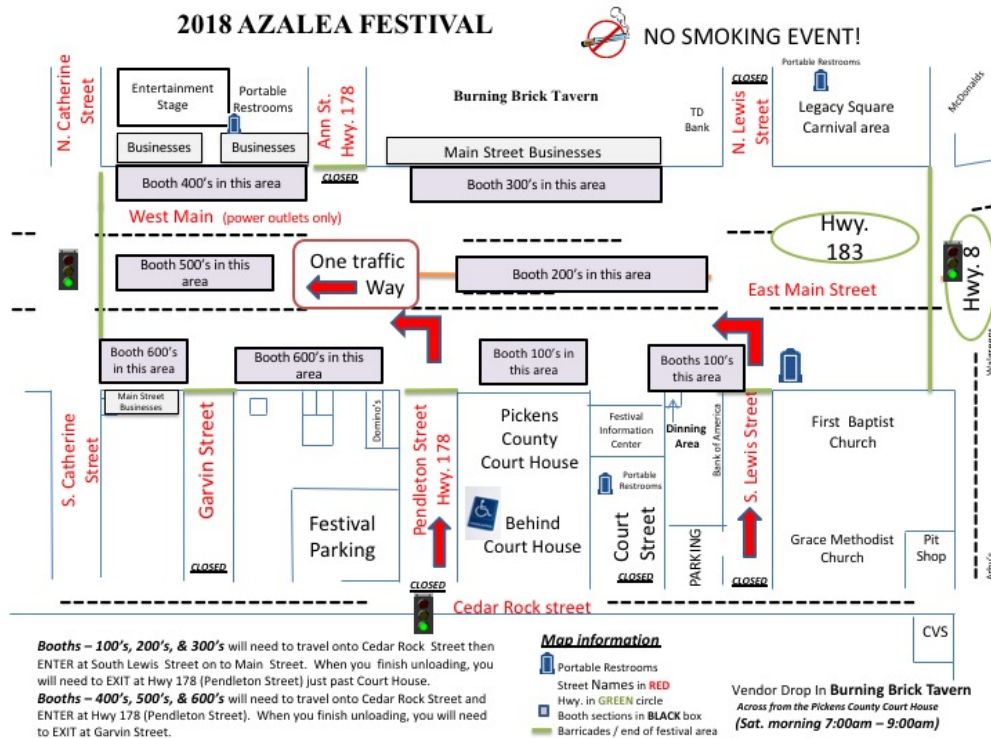 2018 AZALEA FESTIVAL
NO SMOKING EVENT!
N. Catherine
Street
Entertainment
Stage
Portable
Restrooms
Businesses
Businesses
Ann St.
Hwy. 178
CLOSED
Burning Brick Tavern
Main Street Businesses
TD
Bank
CLOSED
N. Lewis
Street
Portable Restrooms
Legacy Square
Carnival area
McDonalds
Booth 400's in this area
Booth 300's in this area
West Main (power outlets only)
Hwy.
183
Hwy. 8
Booth 500's in this
area
One traffic
Way
Booth 200's in this area
East Main Street
Walgreens
Booth 600's
in this area
Booth 600's in this
area
Booth 100's in
this area
Booths 100's
this area
Main Street
Businesses
S. Catherine
Street
Garvin Street
CLOSED
Domino's
Festival
Parking
Pendleton Street
Hwy. 178
CLOSED
Pickens
County
Court House
Behind
Court House
Festival
Information
Center
Portable
Restrooms
Court
Street
CLOSED
Dinning
Area
PARKING
Bank of America
S. Lewis Street
CLOSED
First Baptist
Church
Grace Methodist
Church
Pit
Shop
Arby's
Cedar Rock street
CVS
Booths – 100's, 200's, & 300's will need to travel onto Cedar Rock Street then
ENTER at South Lewis Street on to Main Street. When you finish unloading, you
will need to EXIT at Hwy 178 (Pendleton Street) just past Court House.
Booths – 400's, 500's, & 600's will need to travel onto Cedar Rock Street and
ENTER at Hwy 178 (Pendleton Street). When you finish unloading, you will need
to EXIT at Garvin Street.
Map information
Portable Restrooms
Street Names in RED
Hwy. in GREEN circle
Booth sections in BLACK box
Barricades / end of festival area
Vendor Drop In Burning Brick Tavern
Across from the Pickens County Court House
(Sat. morning 7:00am – 9:00am)